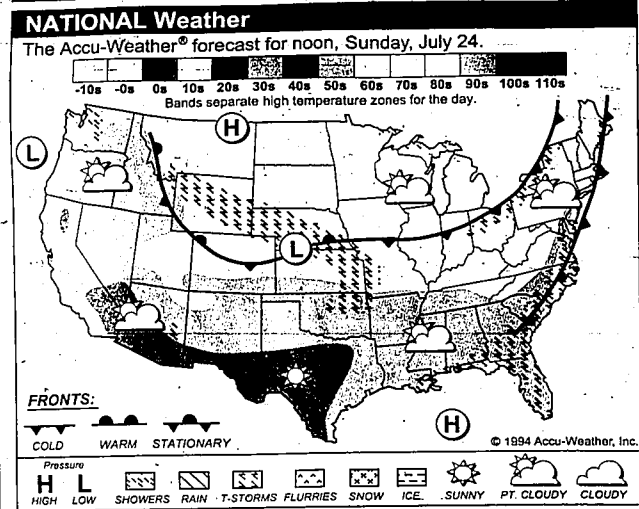 NATIONAL Weather
The Accu-Weather® forecast for noon, Sunday, July 24.
-10s -0s 0s 10s 20s 30s 40s 50s 60s 70s 80s 90s 100s 110s
Bands separate high temperature zones for the day.
H
L
L
H
FRONTS:
COLD WARM STATIONARY
© 1994 Accu-Weather, Inc.
Pressure
H L
HIGH LOW SHOWERS RAIN T-STORMS FLURRIES SNOW ICE SUNNY PT. CLOUDY CLOUDY